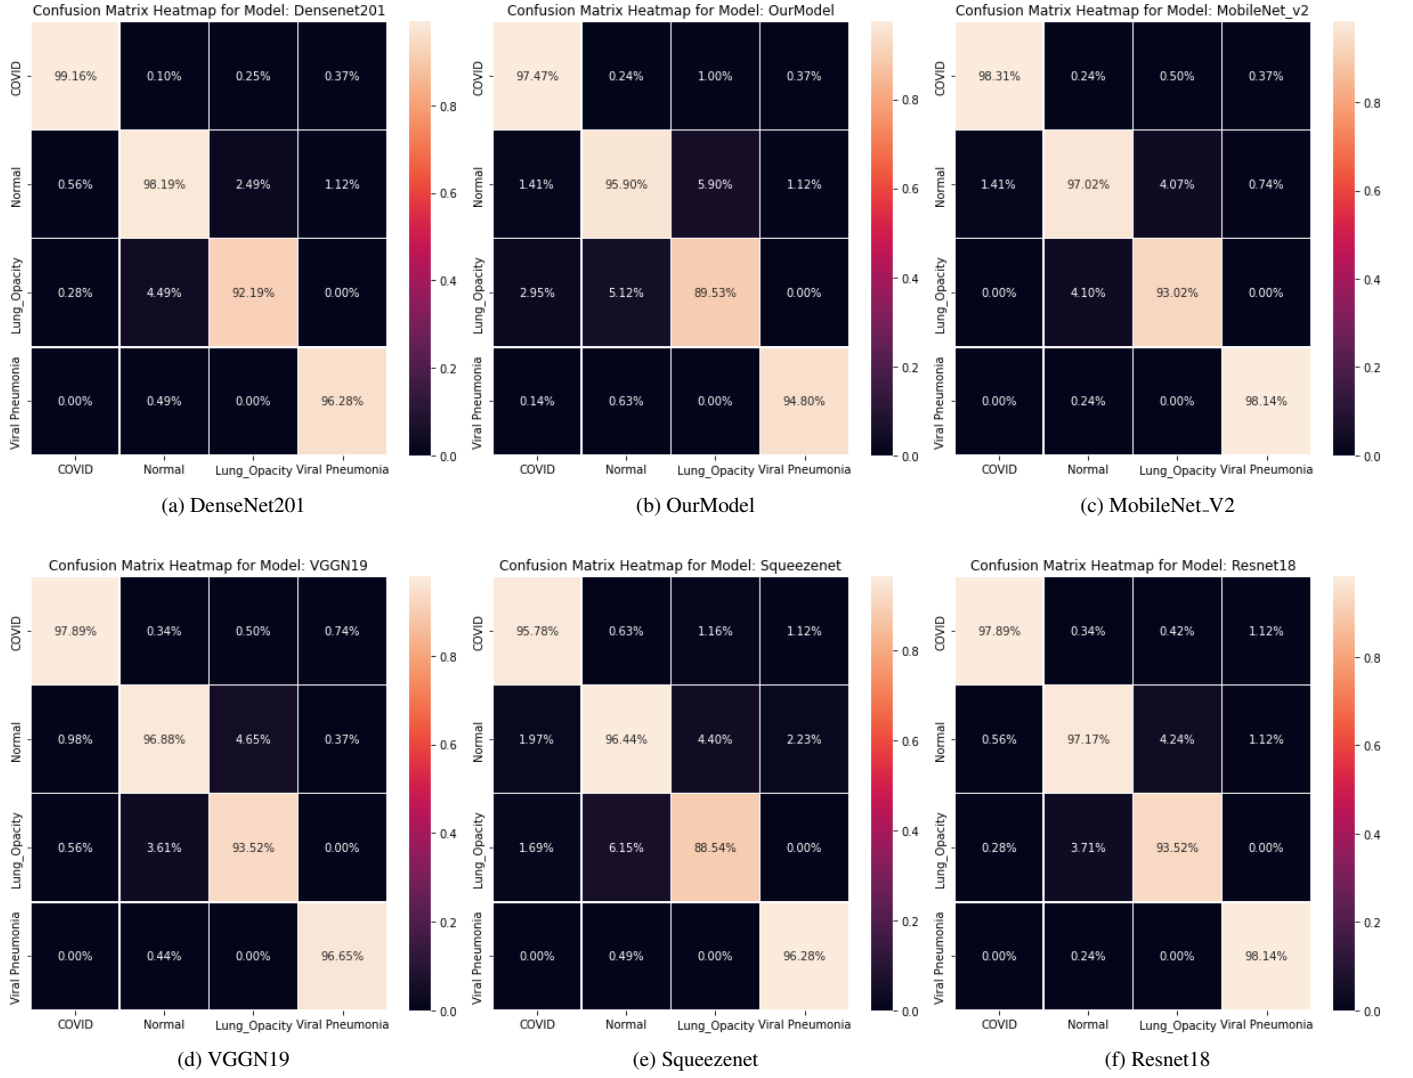 Confusion Matrix Heatmap for Model: Densenet201
COVID 99.16% 0.10% 0.25% 0.37%
0.8
Normal 0.56% 98.19% 2.49% 1.12%
0.6
0.4
Lung_Opacity 0.28% 4.49% 92.19% 0.00%
0.2
Viral Pneumonia 0.00% 0.49% 0.00% 96.28%
0.0
COVID Normal Lung_Opacity Viral Pneumonia
(a) DenseNet201
Confusion Matrix Heatmap for Model: OurModel
COVID 97.47% 0.24% 1.00% 0.37%
0.8
Normal 1.41% 95.90% 5.90% 1.12%
0.6
0.4
Lung_Opacity 2.95% 5.12% 89.53% 0.00%
0.2
Viral Pneumonia 0.14% 0.63% 0.00% 94.80%
0.0
COVID Normal Lung_Opacity Viral Pneumonia
(b) OurModel
Confusion Matrix Heatmap for Model: MobileNet_v2
COVID 98.31% 0.24% 0.50% 0.37%
0.8
Normal 1.41% 97.02% 4.07% 0.74%
0.6
0.4
Lung_Opacity 0.00% 4.10% 93.02% 0.00%
0.2
Viral Pneumonia 0.00% 0.24% 0.00% 98.14%
0.0
COVID Normal Lung_Opacity Viral Pneumonia
(c) MobileNet_V2
Confusion Matrix Heatmap for Model: VGGN19
COVID 97.89% 0.34% 0.50% 0.74%
0.8
Normal 0.98% 96.88% 4.65% 0.37%
0.6
0.4
Lung_Opacity 0.56% 3.61% 93.52% 0.00%
0.2
Viral Pneumonia 0.00% 0.44% 0.00% 96.65%
0.0
COVID Normal Lung_Opacity Viral Pneumonia
(d) VGGN19
Confusion Matrix Heatmap for Model: Squeezenet
COVID 95.78% 0.63% 1.16% 1.12%
0.8
Normal 1.97% 96.44% 4.40% 2.23%
0.6
0.4
Lung_Opacity 1.69% 6.15% 88.54% 0.00%
0.2
Viral Pneumonia 0.00% 0.49% 0.00% 96.28%
0.0
COVID Normal Lung_Opacity Viral Pneumonia
(e) Squeezenet
Confusion Matrix Heatmap for Model: Resnet18
COVID 97.89% 0.34% 0.42% 1.12%
0.8
Normal 0.56% 97.17% 4.24% 1.12%
0.6
0.4
Lung_Opacity 0.28% 3.71% 93.52% 0.00%
0.2
Viral Pneumonia 0.00% 0.24% 0.00% 98.14%
0.0
COVID Normal Lung_Opacity Viral Pneumonia
(f) Resnet18